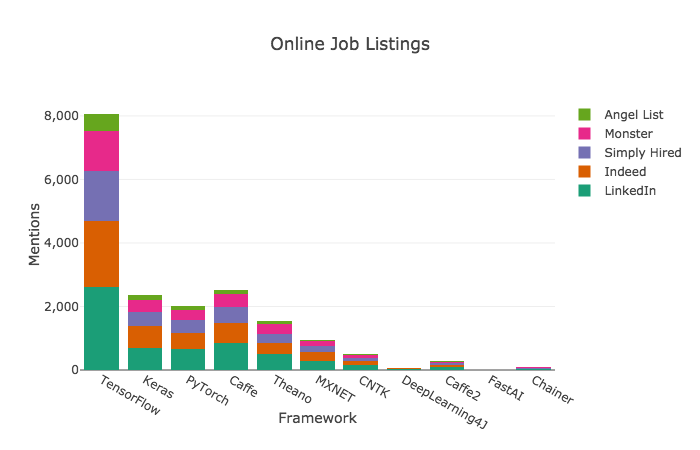 Online Job Listings
Angel List
Monster
Simply Hired
Indeed
LinkedIn
Mentions
8,000
6,000
4,000
2,000
0
TensorFlow
Keras
PyTorch
Caffe
Theano
MXNET
CNTK
DeepLearning4J
Caffe2
FastAI
Chainer
Framework